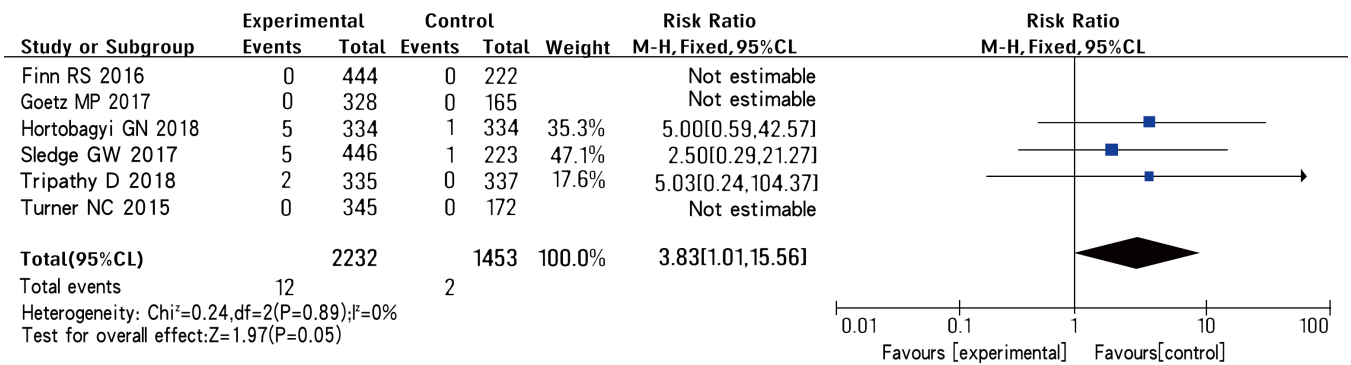 Experimental Control Risk Ratio Risk Ratio
Study or Subgroup Events Total Events Total Weight M-H, Fixed, 95%CL M-H, Fixed, 95%CL
Finn RS 2016 0 444 0 222 Not estimable
Goetz MP 2017 0 328 0 165 Not estimable
Hortobagyi GN 2018 5 334 1 334 35.3% 5.00[0.59,42.57]
Sledge GW 2017 5 446 1 223 47.1% 2.50[0.29,21.27]
Tripathy D 2018 2 335 0 337 17.6% 5.03[0.24,104.37]
Turner NC 2015 0 345 0 172 Not estimable
Total(95%CL) 2232 1453 100.0% 3.83[1.01,15.56]
Total events 12 2
Heterogeneity: Chi²=0.24,df=2(P=0.89);I²=0%
Test for overall effect:Z=1.97(P=0.05)
0.01 0.1 1 10 100
Favours [experimental] Favours[control]